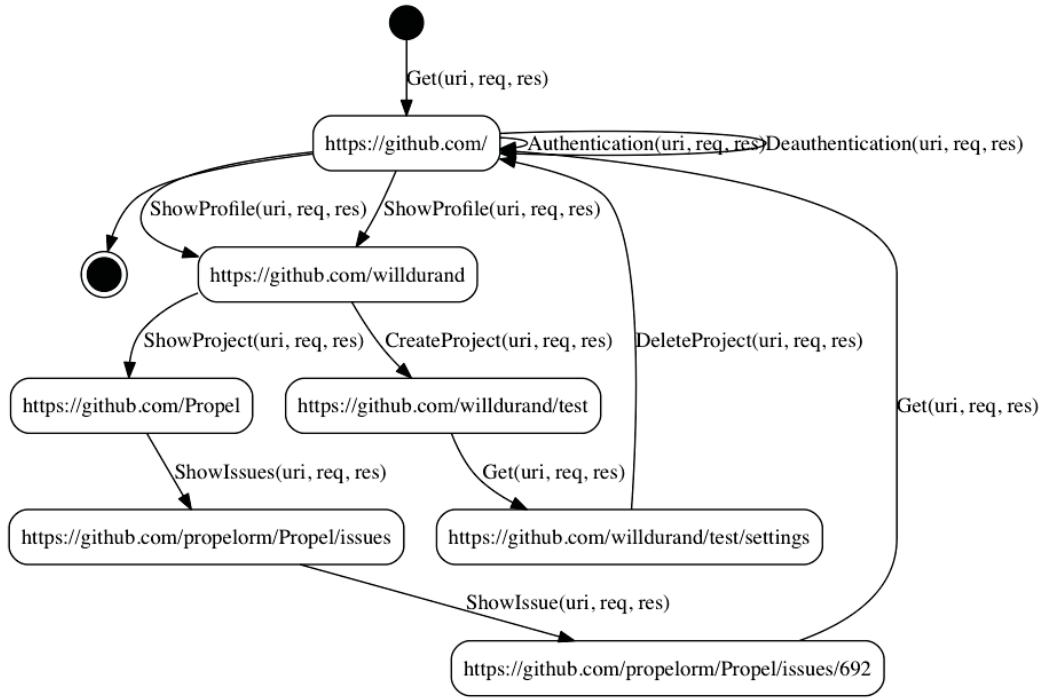 Get(uri, req, res)
https://github.com/
Authentication(uri, req, res)
Deauthentication(uri, req, res)
ShowProfile(uri, req, res)
ShowProfile(uri, req, res)
https://github.com/willdurand
ShowProject(uri, req, res)
CreateProject(uri, req, res)
DeleteProject(uri, req, res)
https://github.com/Propel
https://github.com/willdurand/test
Get(uri, req, res)
ShowIssues(uri, req, res)
Get(uri, req, res)
https://github.com/propelorm/Propel/issues
https://github.com/willdurand/test/settings
ShowIssue(uri, req, res)
https://github.com/propelorm/Propel/issues/692